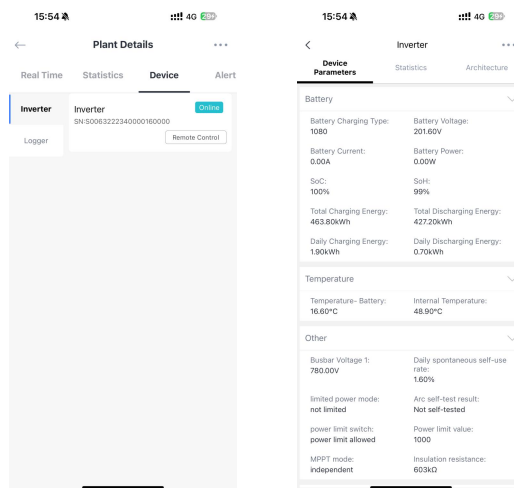 15:54
4G 29+
Plant Details
Real Time Statistics Device Alert
Inverter
Logger
Inverter
Online
SN:S0063222340000160000
Remote Control
15:54
4G 29+
Inverter
Device
Parameters
Statistics
Architecture
Battery
Battery Charging Type: Battery Voltage:
1080 201.60V
Battery Current: Battery Power:
0.00A 0.00W
SoC: SoH:
100% 99%
Total Charging Energy: Total Discharging Energy:
463.80kWh 427.20kWh
Daily Charging Energy: Daily Discharging Energy:
1.90kWh 0.70kWh
Temperature
Temperature- Battery: Internal Temperature:
16.60°C 48.90°C
Other
Busbar Voltage 1: Daily spontaneous self-use
780.00V rate:
1.60%
limited power mode: Arc self-test result:
not limited Not self-tested
power limit switch: Power limit value:
power limit allowed 1000
MPPT mode: Insulation resistance:
independent 603kΩ